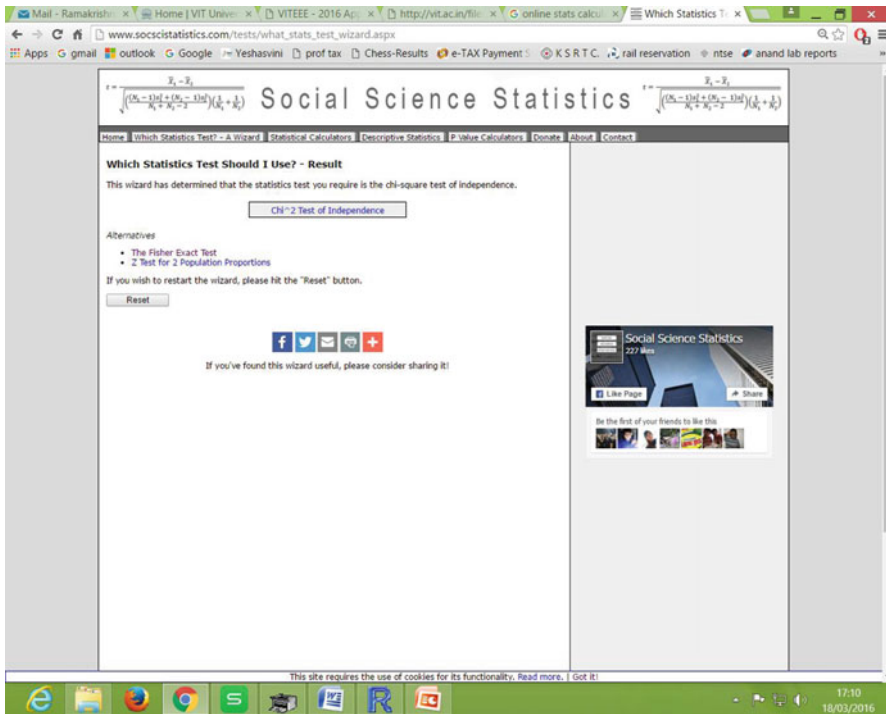 Mail - Ramakrishn
Home | VIT Univer
VITEEE - 2016 Ap
http://vit.ac.in/file
online stats calcul
Which Statistics T
www.socscistatistics.com/tests/what_stats_test_wizard.aspx
Apps G gmail outlook G Google Yeshasvini prof tax Chess-Results e-TAX Payment S K S R T C. rail reservation ntse anand lab reports »
Social Science Statistics
Home Which Statistics Test? - A Wizard Statistical Calculators Descriptive Statistics P Value Calculators Donate About Contact
Which Statistics Test Should I Use? - Result
This wizard has determined that the statistics test you require is the chi-square test of independence.
Chi^2 Test of Independence
Alternatives
• The Fisher Exact Test
• Z Test for 2 Population Proportions
If you wish to restart the wizard, please hit the "Reset" button.
Reset
If you've found this wizard useful, please consider sharing it!
Social Science Statistics
227 likes
Like Page
Share
Be the first of your friends to like this
This site requires the use of cookies for its functionality. Read more. | Got it!
17:10
18/03/2016